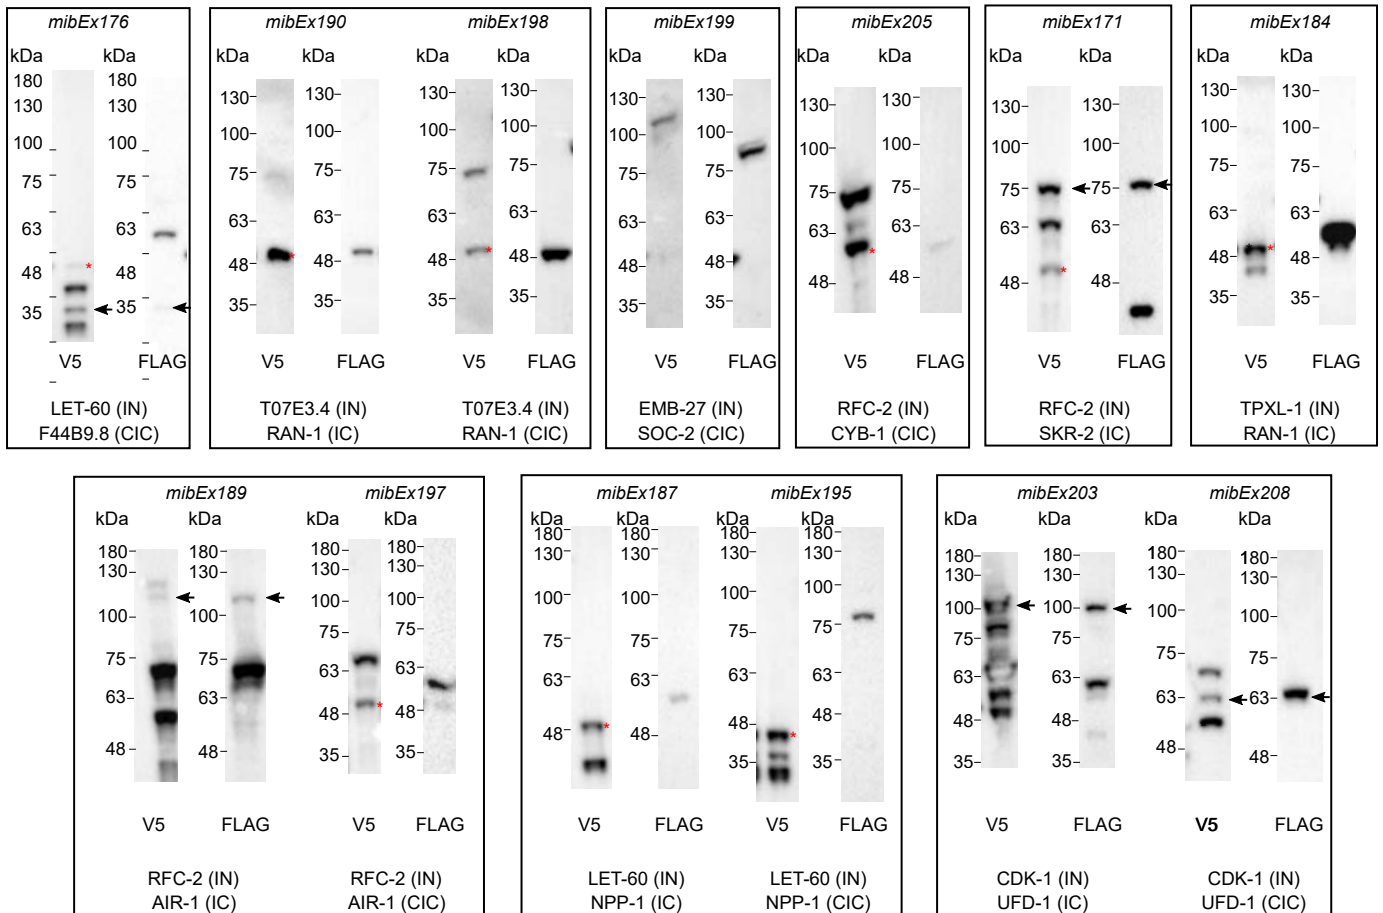 mibEx176
kDa kDa
180 180
130 130
100 100
75 75
63 63
48 48
35 35
* 
V5 FLAG
LET-60 (IN)
F44B9.8 (CIC)
mibEx190 mibEx198
kDa kDa kDa kDa
130 130 130 130
100 100 100 100
75 75 75 75
63 63 63 63
48 48 48 48
35 35 35 35
* *
V5 FLAG V5 FLAG
T07E3.4 (IN) T07E3.4 (IN)
RAN-1 (IC) RAN-1 (CIC)
mibEx199
kDa kDa
130 130
100 100
75 75
63 63
48 48
35 35
V5 FLAG
EMB-27 (IN)
SOC-2 (CIC)
mibEx205
kDa kDa
130 130
100 100
75 75
63 63
48 48
*
V5 FLAG
RFC-2 (IN)
CYB-1 (CIC)
mibEx171
kDa kDa
130 130
100 100
75 75
63 63
48 48
*
V5 FLAG
RFC-2 (IN)
SKR-2 (IC)
mibEx184
kDa kDa
130 130
100 100
75 75
63 63
48 48
35 35
*
V5 FLAG
TPXL-1 (IN)
RAN-1 (IC)
mibEx189 mibEx197
kDa kDa kDa kDa
180 180 180 180
130 130 130 130
100 100 100 100
75 75 75 75
63 63 63 63
48 48 48 48
35 35
*
V5 FLAG V5 FLAG
RFC-2 (IN) RFC-2 (IN)
AIR-1 (IC) AIR-1 (CIC)
mibEx187 mibEx195
kDa kDa kDa kDa
180 180 180 180
130 130 130 130
100 100 100 100
75 75 75 75
63 63 63 63
48 48 48 48
35 35
* *
V5 FLAG V5 FLAG
LET-60 (IN) LET-60 (IN)
NPP-1 (IC) NPP-1 (CIC)
mibEx203 mibEx208
kDa kDa kDa kDa
180 180 180 180
130 130 130 130
100 100 100 100
75 75 75 75
63 63 63 63
48 48 48 48
35 35
V5 FLAG V5 FLAG
CDK-1 (IN) CDK-1 (IN)
UFD-1 (IC) UFD-1 (CIC)